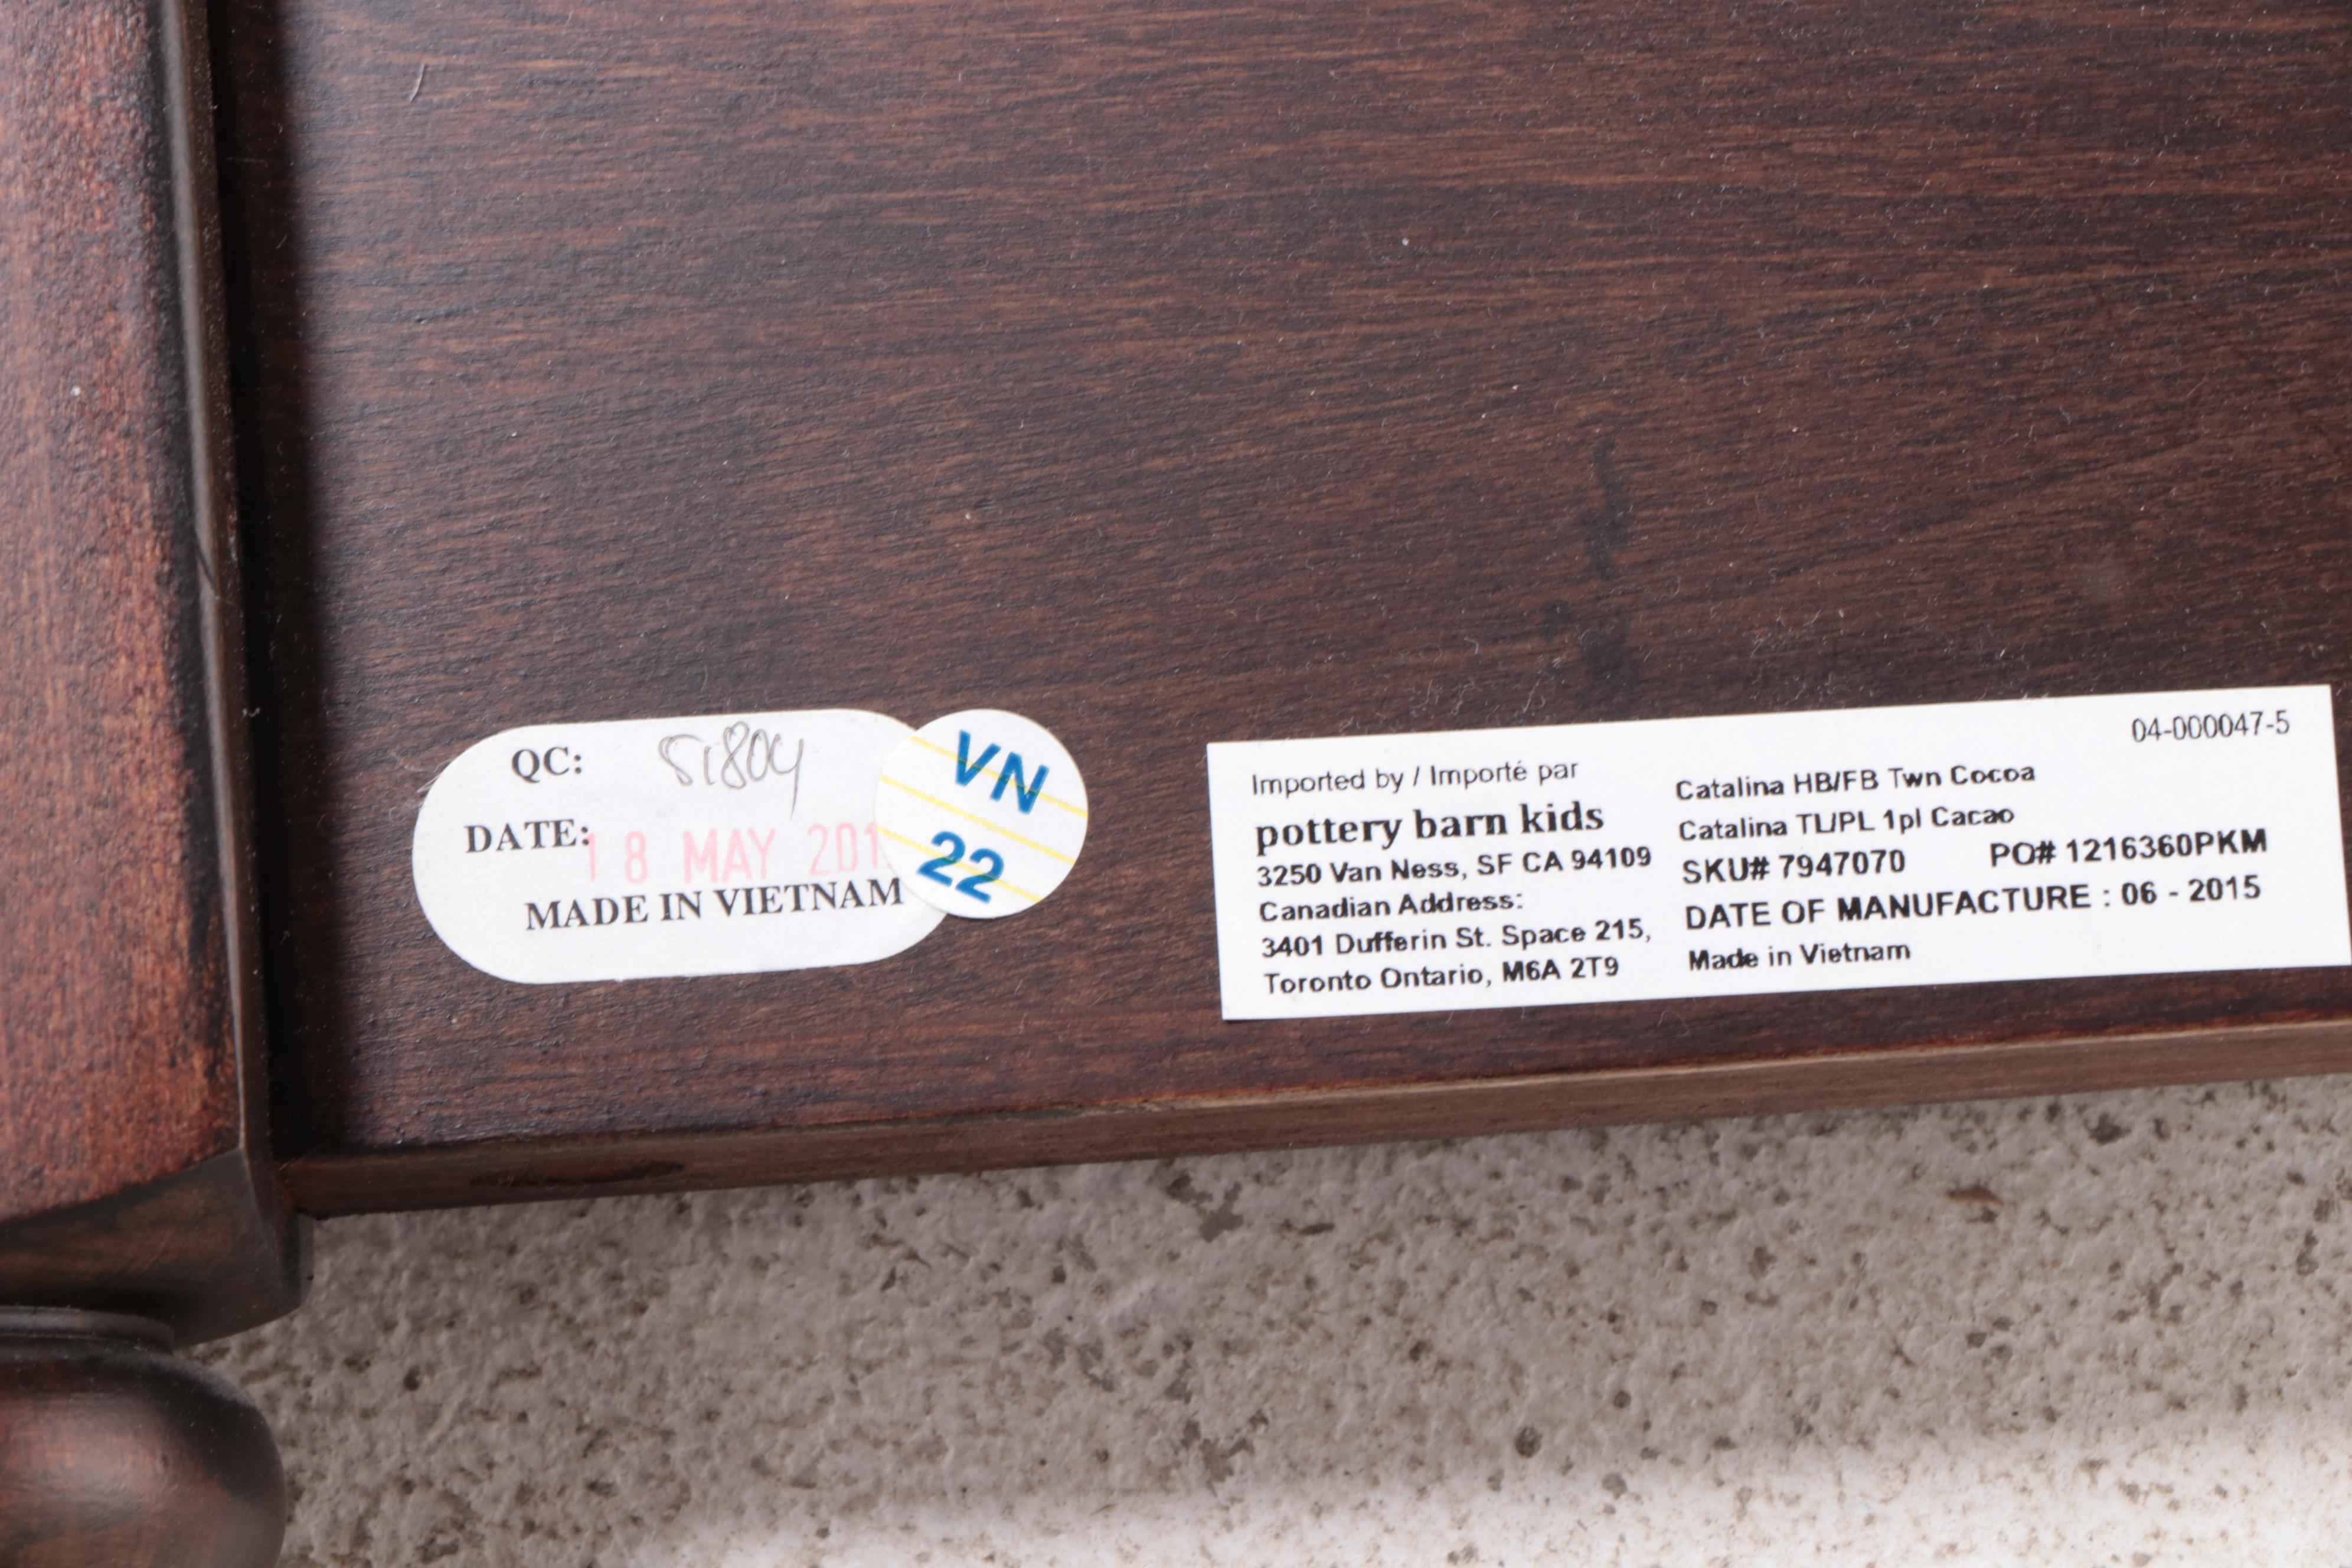 QC: 51804
DATE: 18 MAY 201
MADE IN VIETNAM
VN
22
04-000047-5
Imported by / Importé par
pottery barn kids
3250 Van Ness, SF CA 94109
Canadian Address:
3401 Dufferin St. Space 215,
Toronto Ontario, M6A 2T9
Catalina HB/FB Twn Cocoa
Catalina TL/PL 1pl Cacao
SKU# 7947070 PO# 1216360PKM
DATE OF MANUFACTURE : 06 - 2015
Made in Vietnam